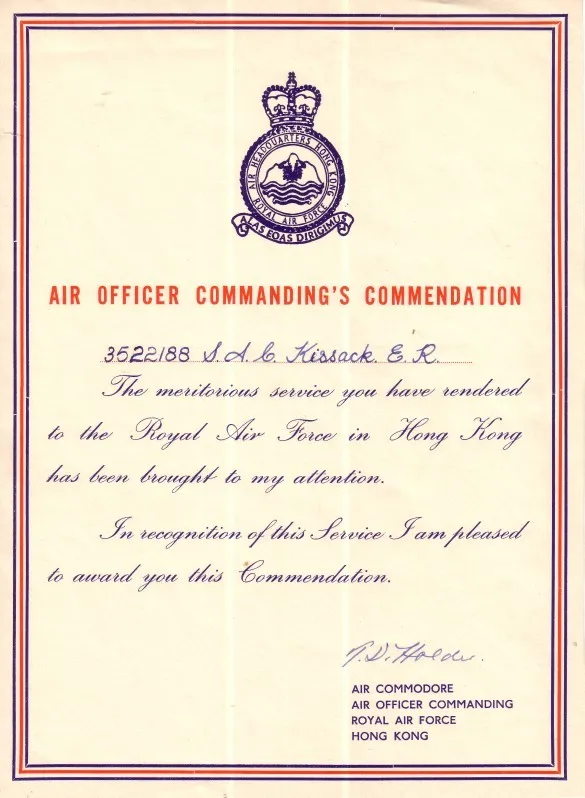 AIR HEADQUARTERS HONG KONG
ROYAL AIR FORCE
ALAS EOAS DIRIGIMUS
AIR OFFICER COMMANDING'S COMMENDATION
3522188 S.A.C. Kissack. E.R.
The meritorious service you have rendered
to the Royal Air Force in Hong Kong
has been brought to my attention.
In recognition of this Service I am pleased
to award you this Commendation.
AIR COMMODORE
AIR OFFICER COMMANDING
ROYAL AIR FORCE
HONG KONG